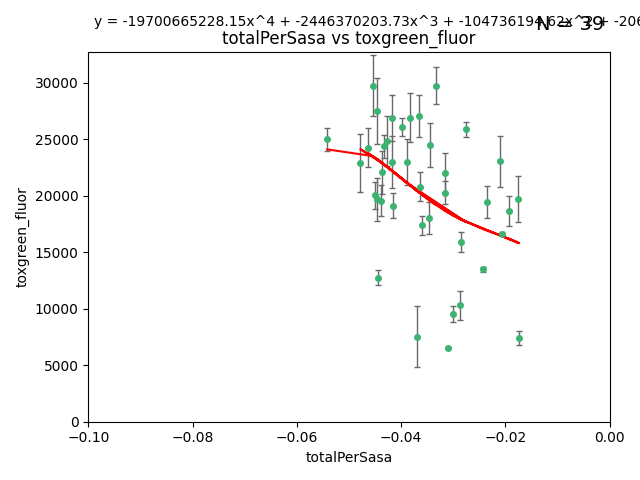 y = -19700665228.15x^4 + -2446370203.73x^3 + -104736194.62x^2 + -206
N = 39
totalPerSasa vs toxgreen_fluor
30000
25000
20000
15000
10000
5000
0
toxgreen_fluor
−0.10 −0.08 −0.06 −0.04 −0.02 0.00
totalPerSasa